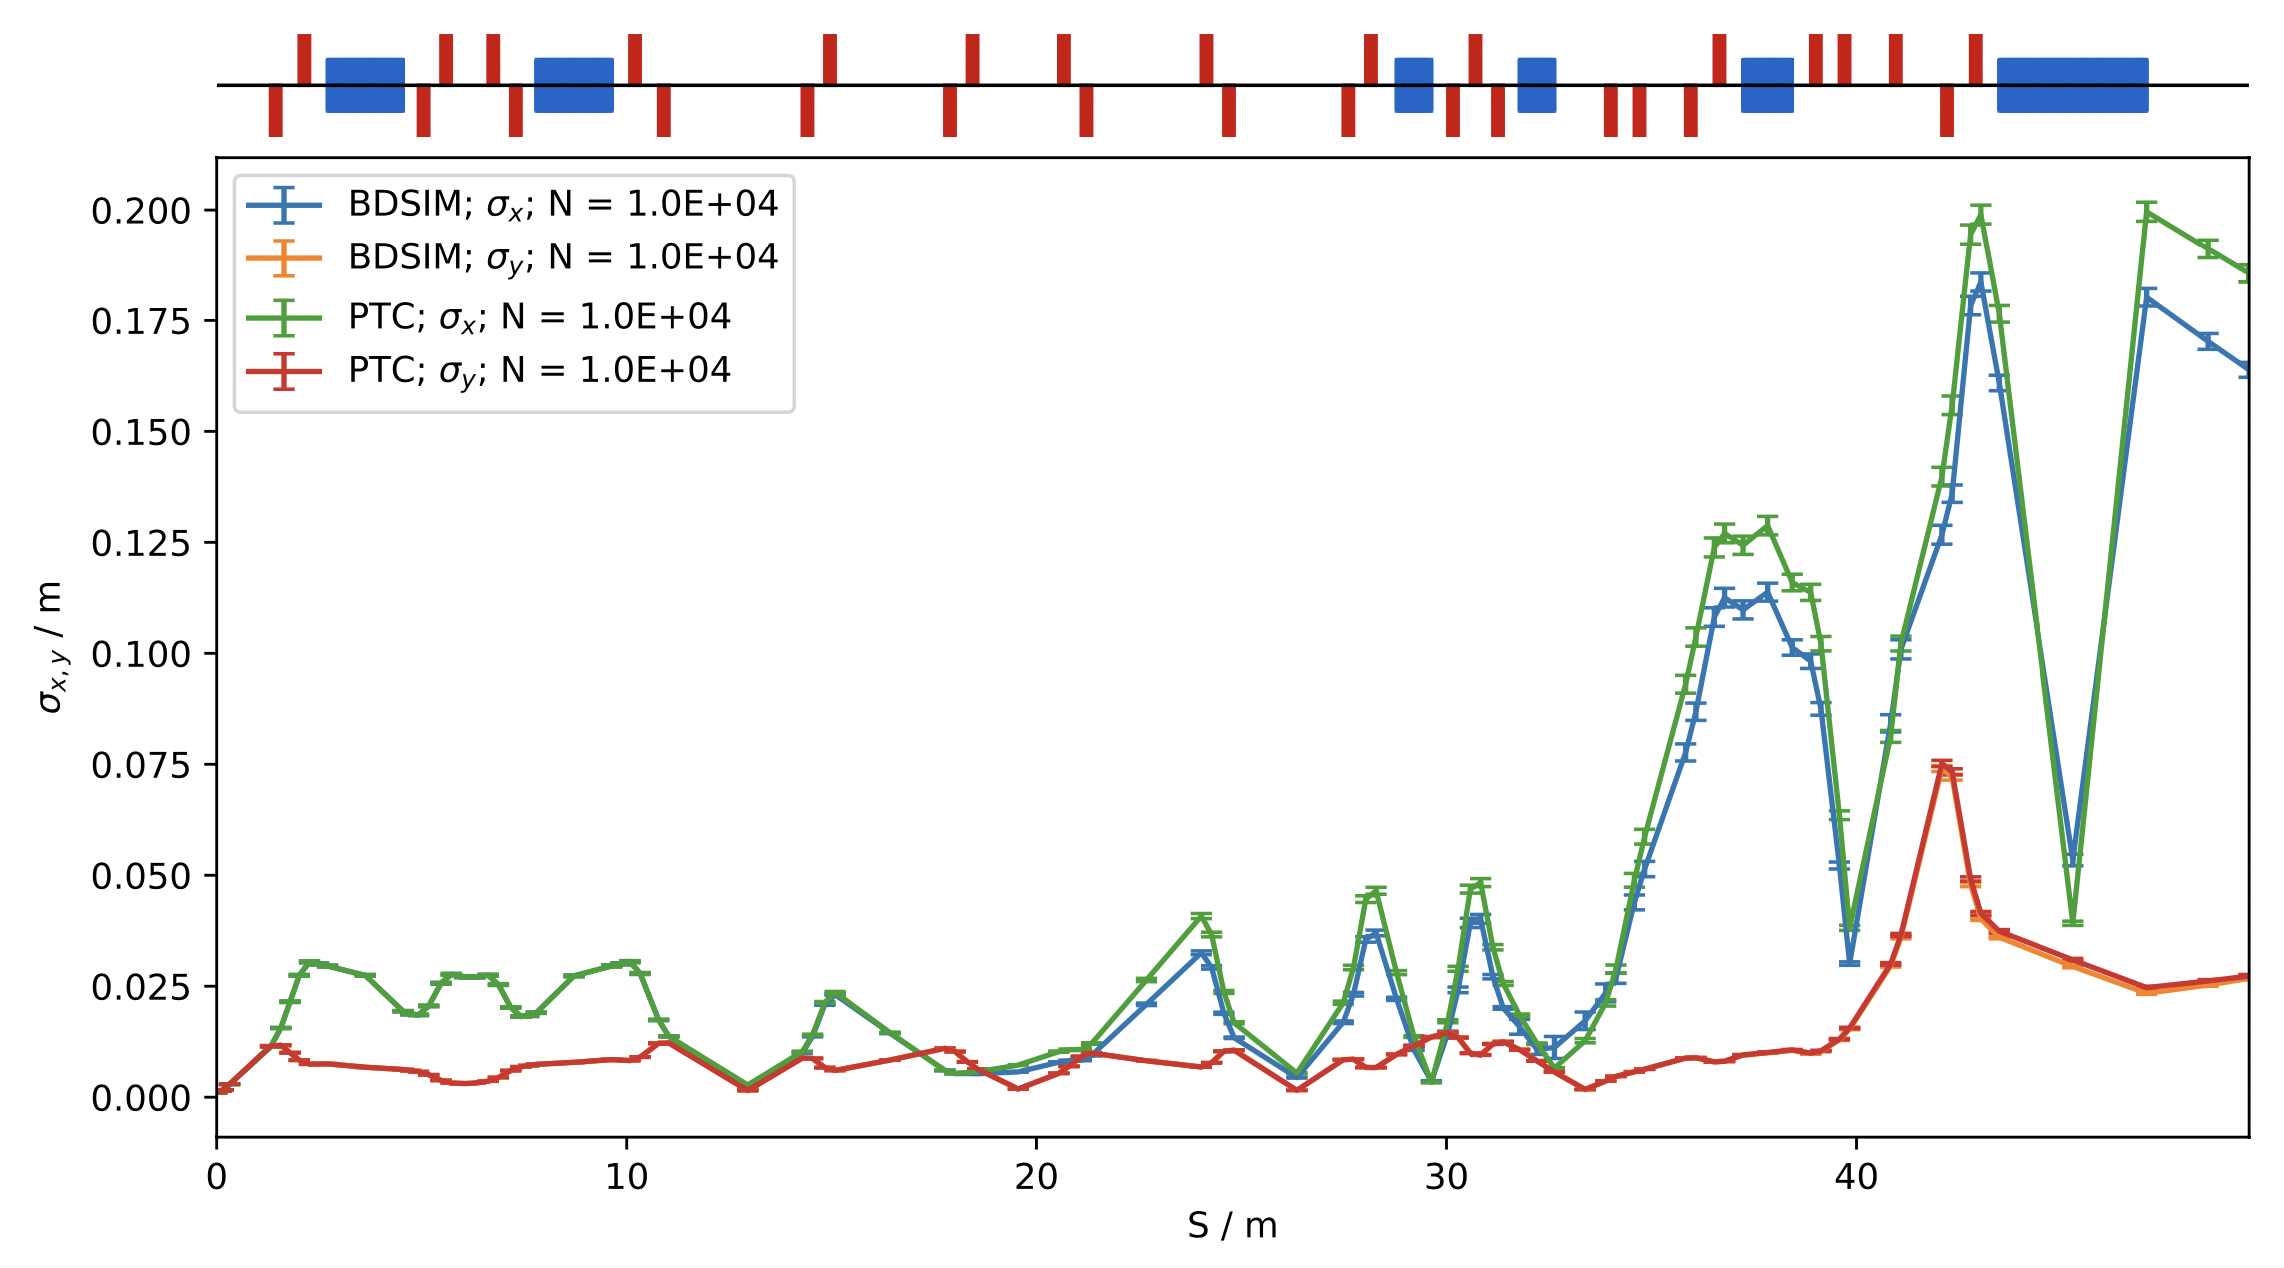 BDSIM; σx; N = 1.0E+04
BDSIM; σy; N = 1.0E+04
PTC; σx; N = 1.0E+04
PTC; σy; N = 1.0E+04
0.200
0.175
0.150
0.125
0.100
0.075
0.050
0.025
0.000
σx, y / m
0 10 20 30 40
S / m